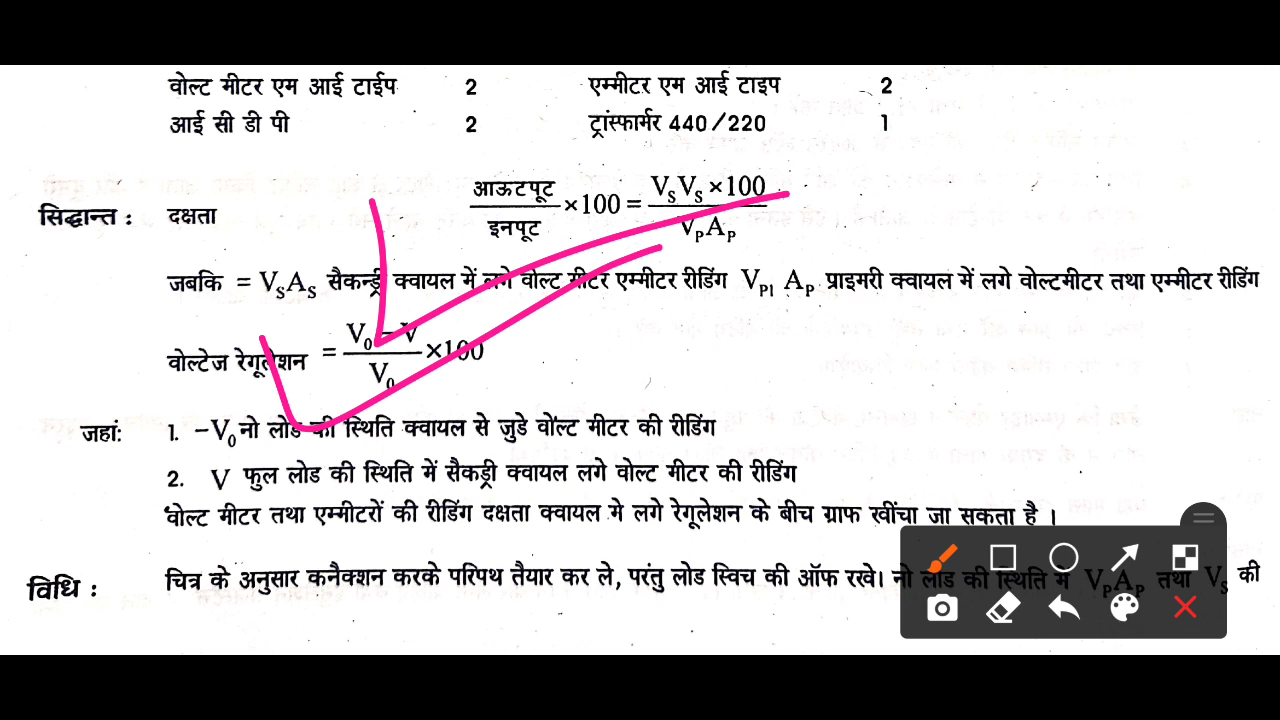 वोल्ट मीटर एम आई टाईप 2 एम्मीटर एम आई टाइप 2
आई सी डी पी 2 ट्रांस्फार्मर 440/220 1
सिद्धान्त : दक्षता आऊटपूट/इनपूट ×100 = V_S V_S ×100 / V_P A_P
जबकि = V_S A_S सैकन्ड्री क्वायल में लगे वोल्ट मीटर एम्मीटर रीडिंग V_P1 A_P प्राइमरी क्वायल में लगे वोल्टमीटर तथा एम्मीटर रीडिंग
वोल्टेज रेगूलेशन = V_0 – V / V_0 ×100
जहां: 1. –V_0 नो लोड की स्थिति क्वायल से जुडे वोल्ट मीटर की रीडिंग
2. V फुल लोड की स्थिति में सैकड्री क्वायल लगे वोल्ट मीटर की रीडिंग
वोल्ट मीटर तथा एम्मीटरों की रीडिंग दक्षता क्वायल मे लगे रेगूलेशन के बीच ग्राफ खींचा जा सकता है ।
विधि : चित्र के अनुसार कनैक्शन करके परिपथ तैयार कर ले, परंतु लोड स्विच की ऑफ रखे। नो लोड की स्थिति में V_P A_P तथा V_S की